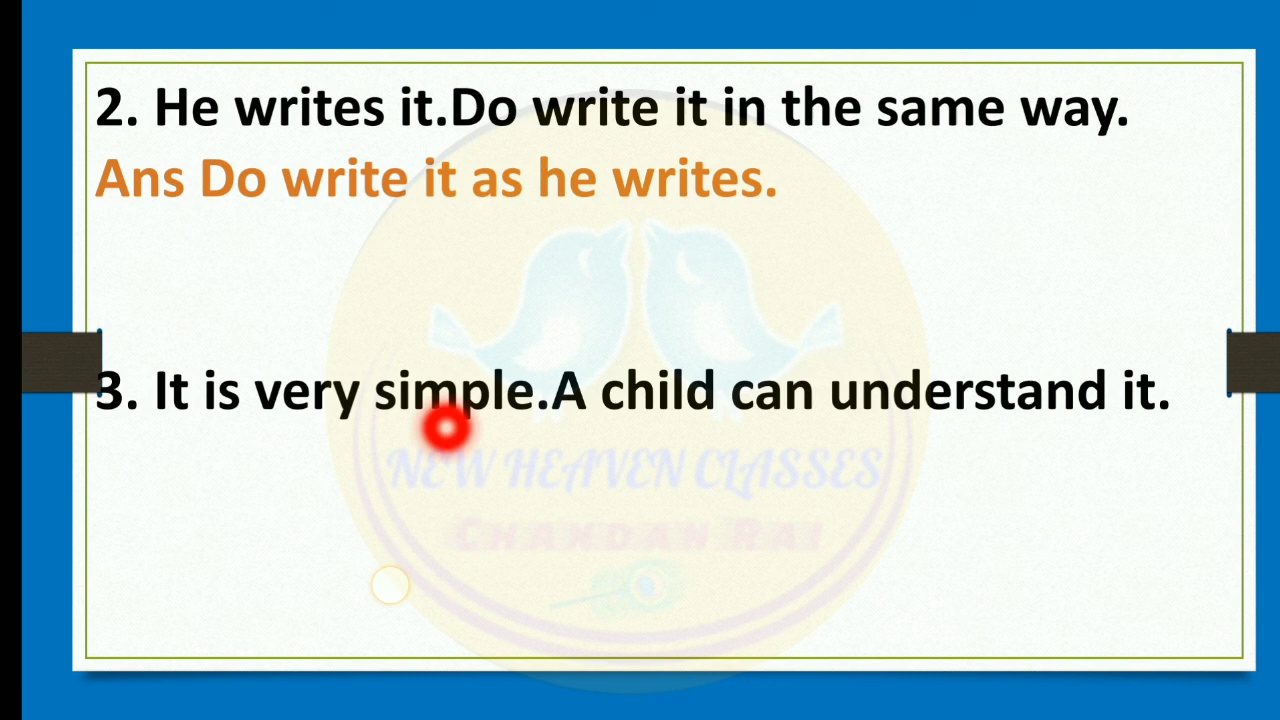 2. He writes it.Do write it in the same way.
Ans Do write it as he writes.
3. It is very simple.A child can understand it.
NEW HEAVEN CLASSES
CHANDAN RAI